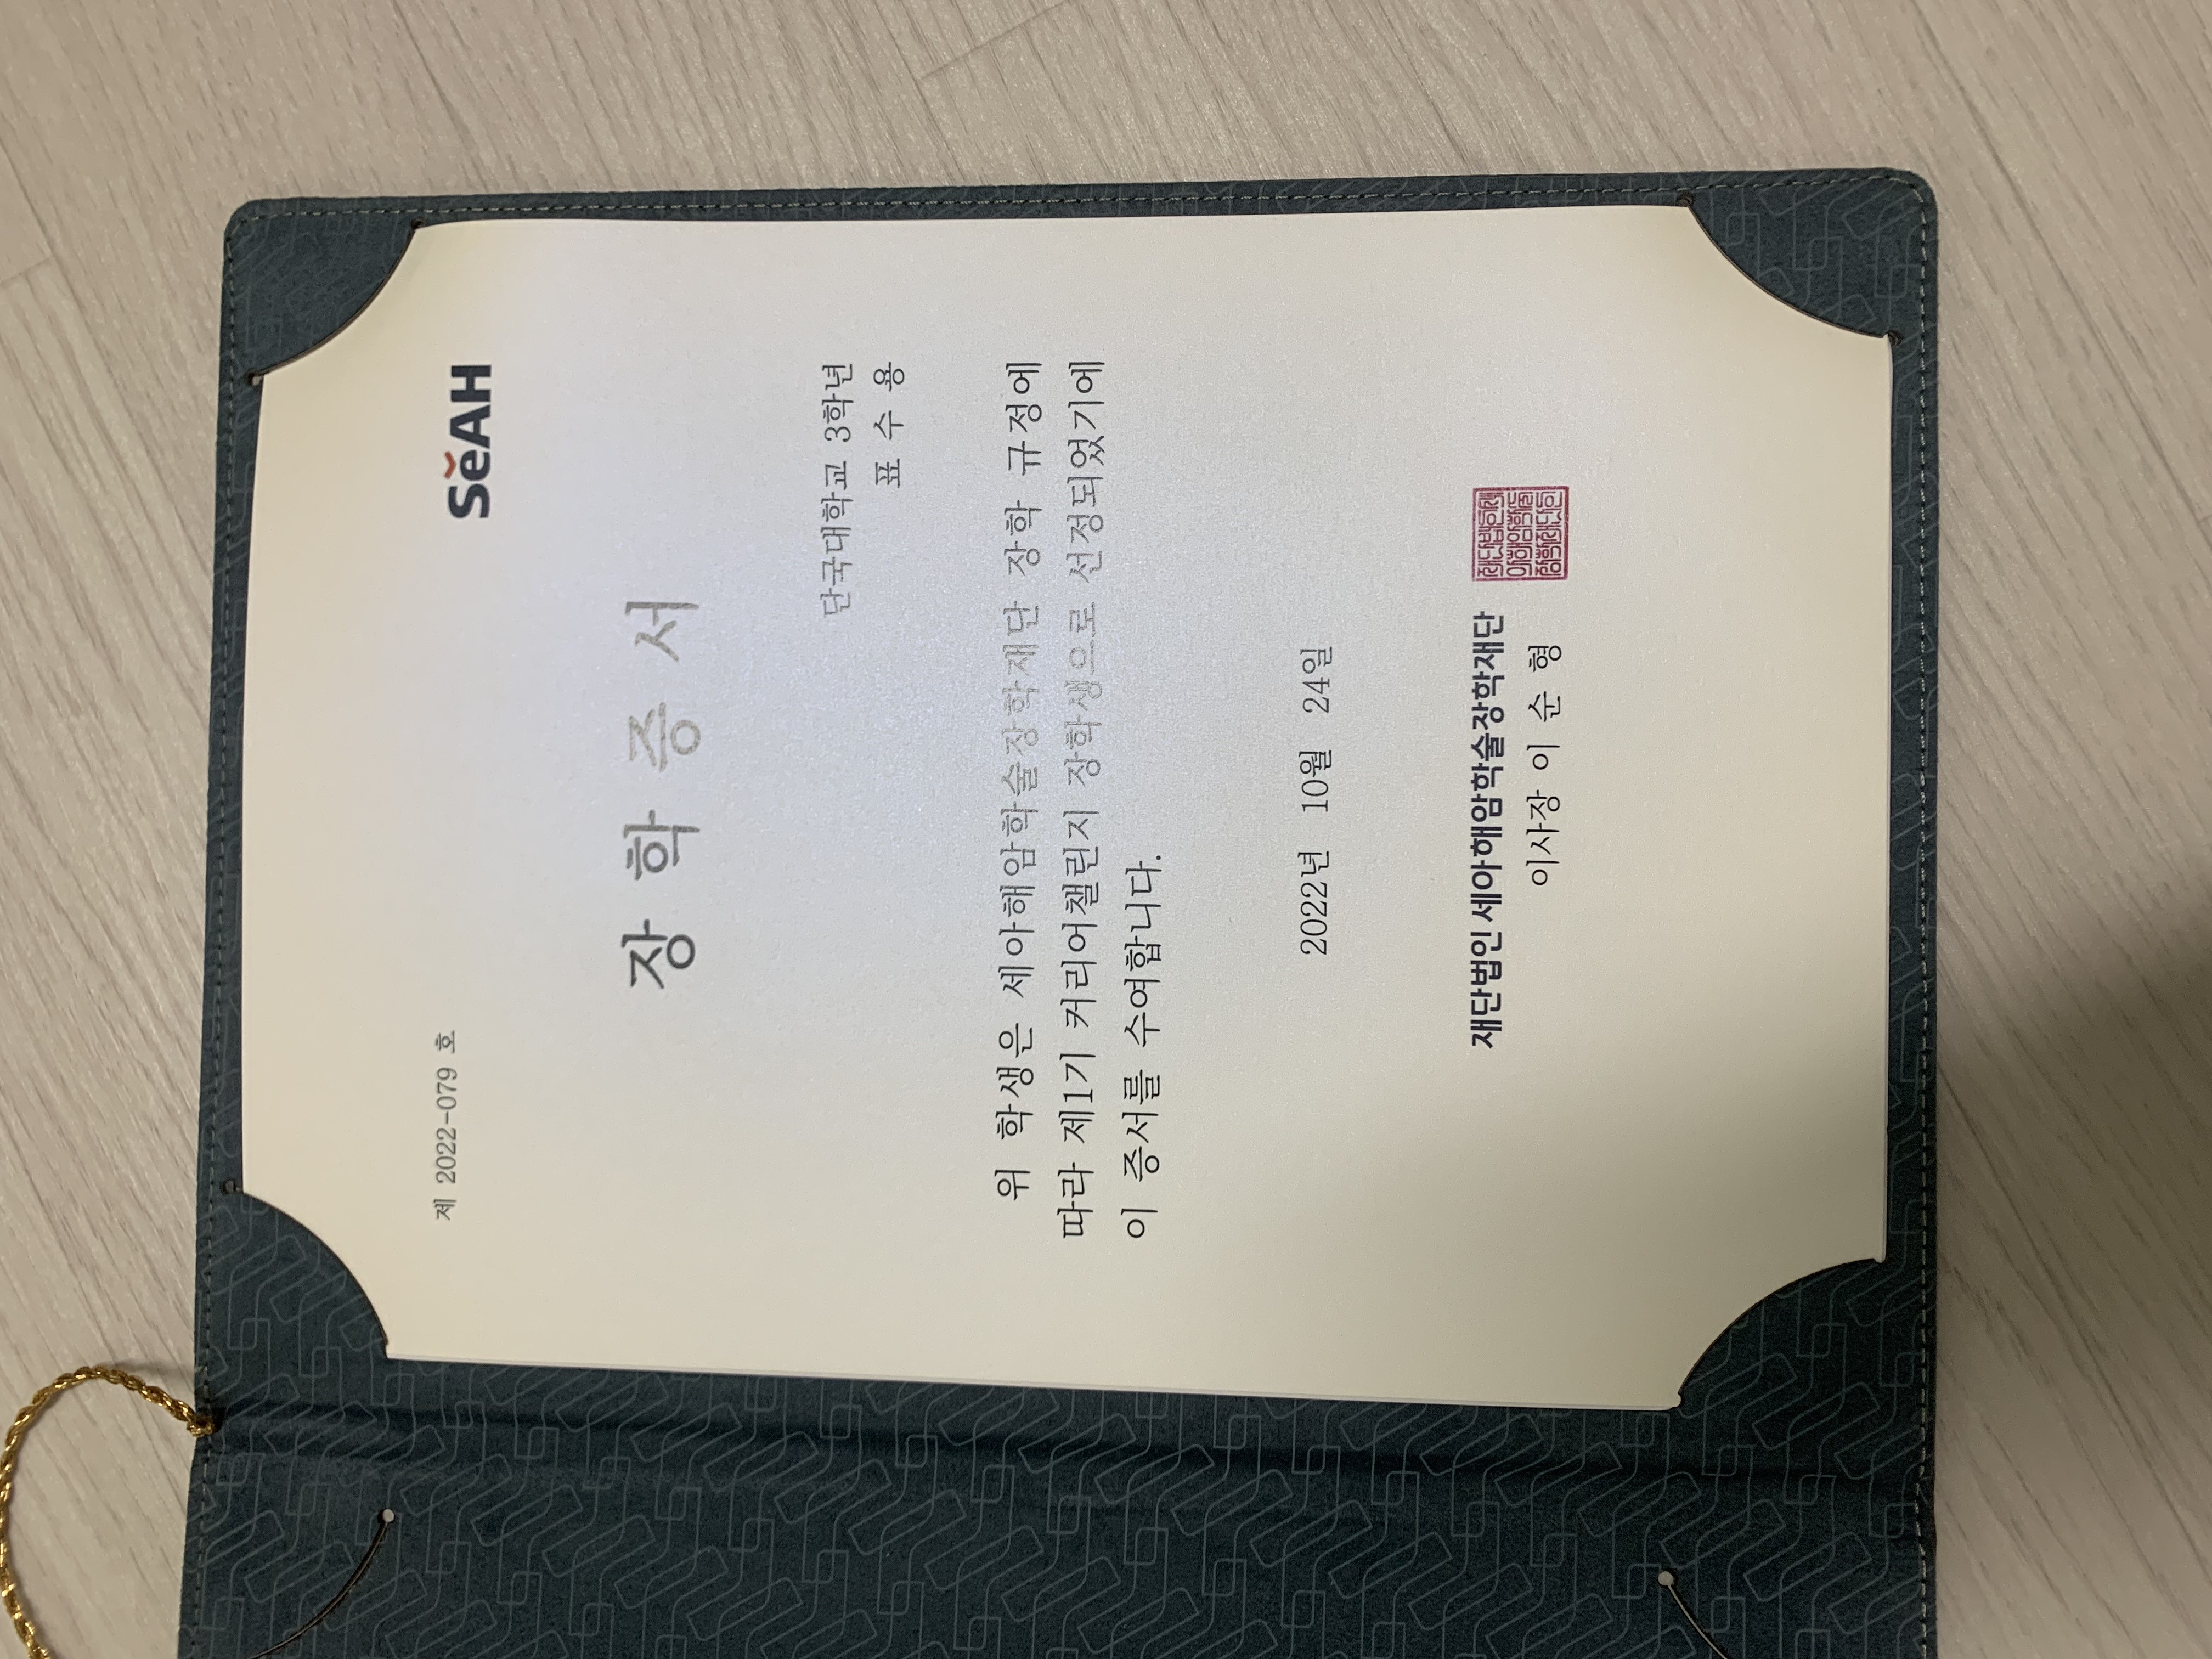 제 2022-079 호
SeAH
장 학 증 서
단국대학교 3학년
표 수 용
위 학생은 세아해암학술장학재단 장학 규정에
따라 제1기 커리어챌린지 장학생으로 선정되었기에
이 증서를 수여합니다.
2022년 10월 24일
재단법인 세아해암학술장학재단
이사장 이 순 형
재단법인세
아해암학술
장학재단인